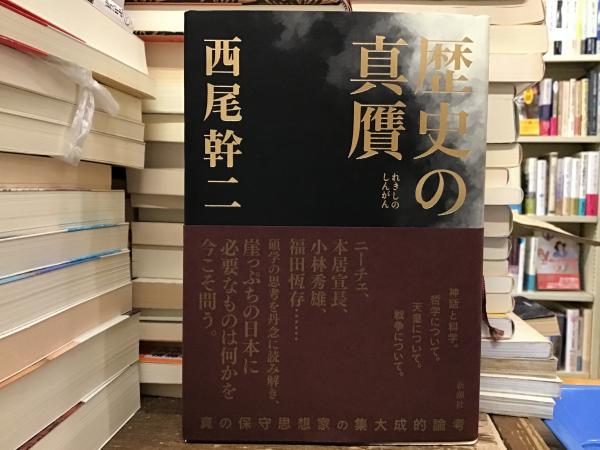 歴史の
真贋
れきしの
しんがん
西尾幹二
神話と科学。
哲学について。
天皇について。
戦争について。
新潮社
ニーチェ、
本居宣長、
小林秀雄、
福田恆存……
碩学の思考を丹念に読み解き、
崖っぷちの日本に
必要なものは何かを
今こそ問う。
真の保守思想家の集大成的論考